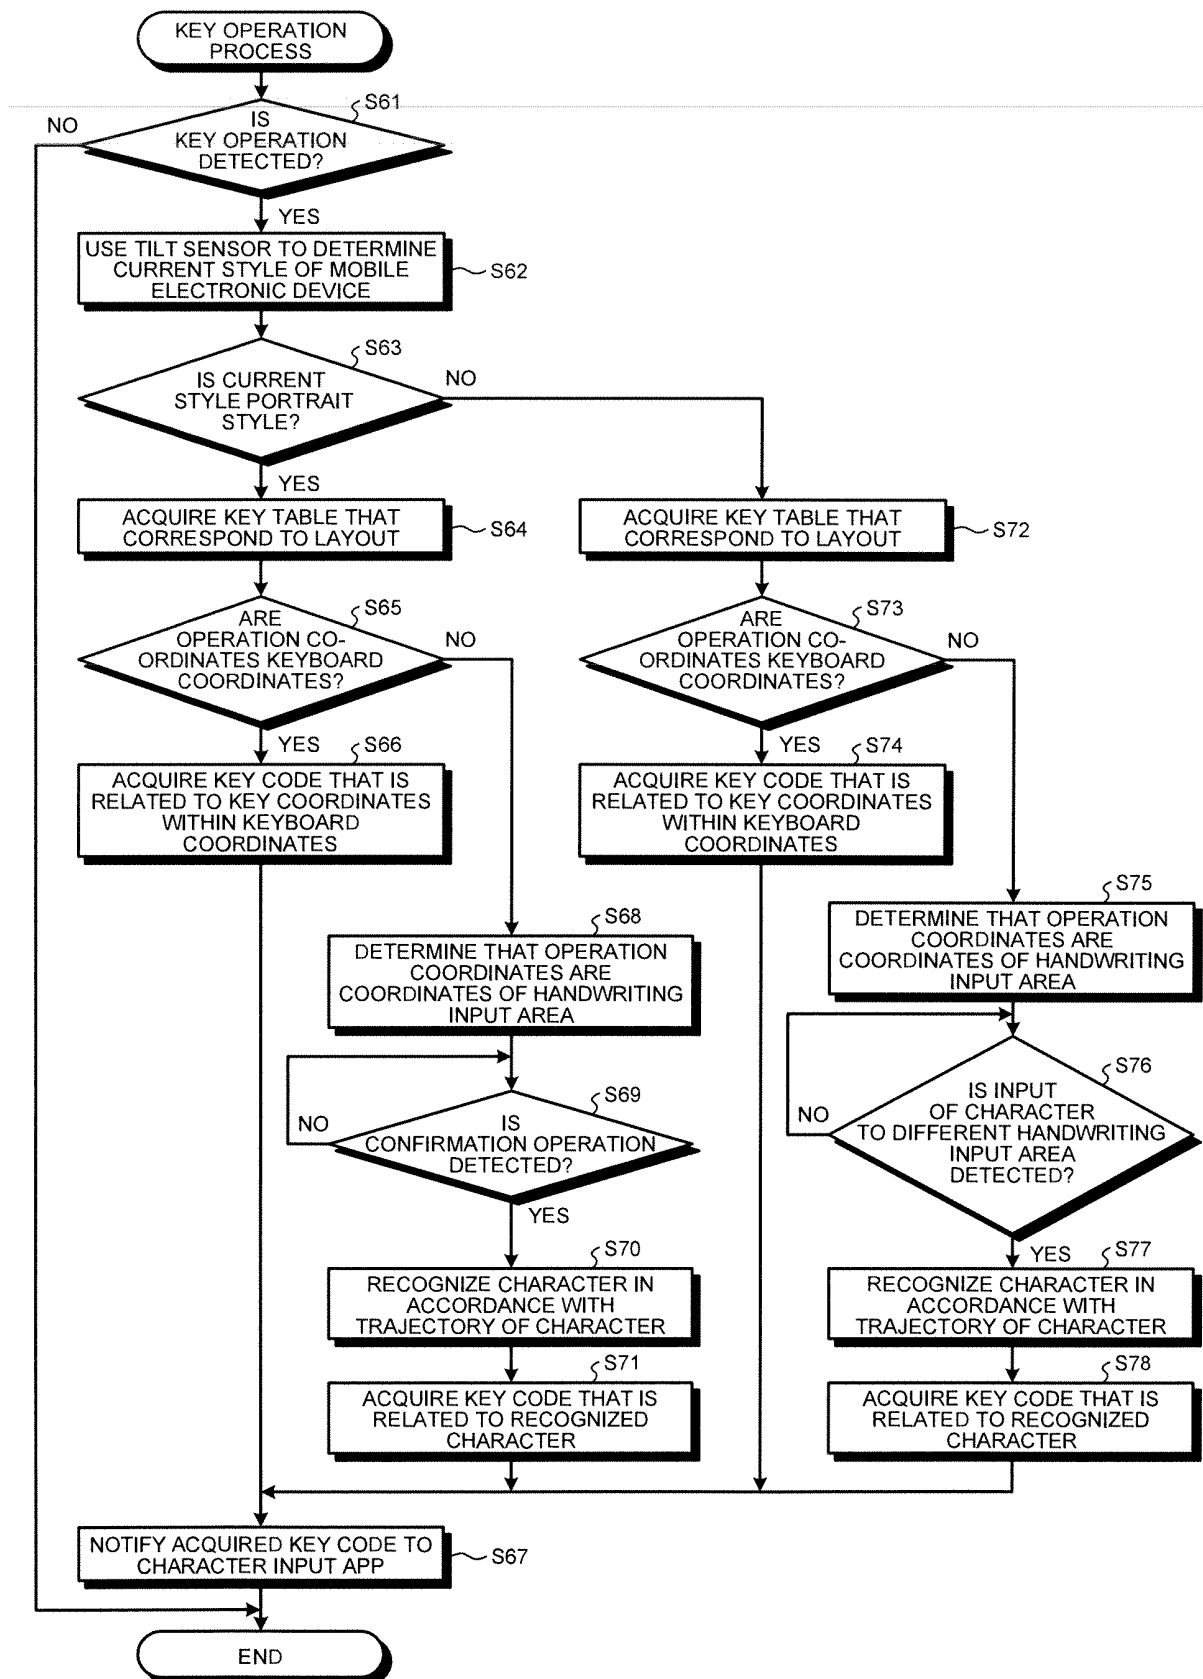 KEY OPERATION
PROCESS
S61
IS
KEY OPERATION
DETECTED?
NO
YES
USE TILT SENSOR TO DETERMINE
CURRENT STYLE OF MOBILE
ELECTRONIC DEVICE
S62
S63
IS CURRENT
STYLE PORTRAIT
STYLE?
NO
YES
ACQUIRE KEY TABLE THAT
CORRESPOND TO LAYOUT
S64
ACQUIRE KEY TABLE THAT
CORRESPOND TO LAYOUT
S72
S65
ARE
OPERATION CO-
ORDINATES KEYBOARD
COORDINATES?
NO
YES
S73
ARE
OPERATION CO-
ORDINATES KEYBOARD
COORDINATES?
NO
YES
S66
ACQUIRE KEY CODE THAT IS
RELATED TO KEY COORDINATES
WITHIN KEYBOARD
COORDINATES
S74
ACQUIRE KEY CODE THAT IS
RELATED TO KEY COORDINATES
WITHIN KEYBOARD
COORDINATES
S68
DETERMINE THAT OPERATION
COORDINATES ARE
COORDINATES OF HANDWRITING
INPUT AREA
S75
DETERMINE THAT OPERATION
COORDINATES ARE
COORDINATES OF HANDWRITING
INPUT AREA
S69
IS
CONFIRMATION OPERATION
DETECTED?
NO
YES
S76
IS INPUT
OF CHARACTER
TO DIFFERENT HANDWRITING
INPUT AREA
DETECTED?
NO
YES
S70
RECOGNIZE CHARACTER IN
ACCORDANCE WITH
TRAJECTORY OF CHARACTER
S77
RECOGNIZE CHARACTER IN
ACCORDANCE WITH
TRAJECTORY OF CHARACTER
S71
ACQUIRE KEY CODE THAT IS
RELATED TO RECOGNIZED
CHARACTER
S78
ACQUIRE KEY CODE THAT IS
RELATED TO RECOGNIZED
CHARACTER
NOTIFY ACQUIRED KEY CODE TO
CHARACTER INPUT APP
S67
END